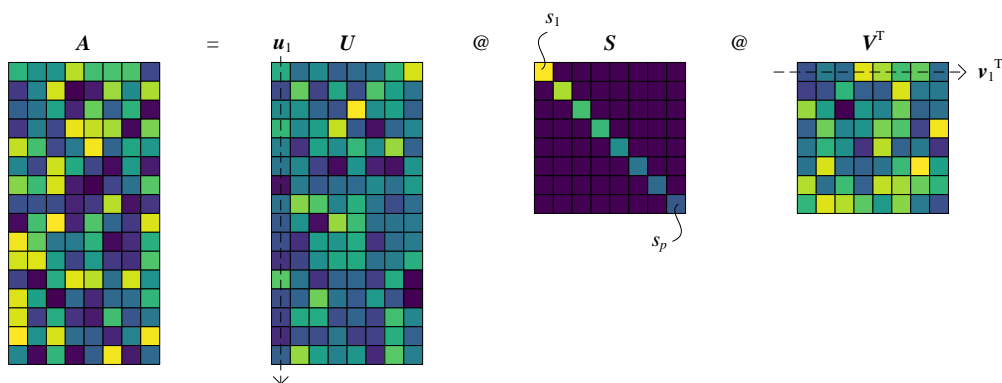 s₁
A = u₁ U @ S @ Vᵀ
v₁ᵀ
sₚ